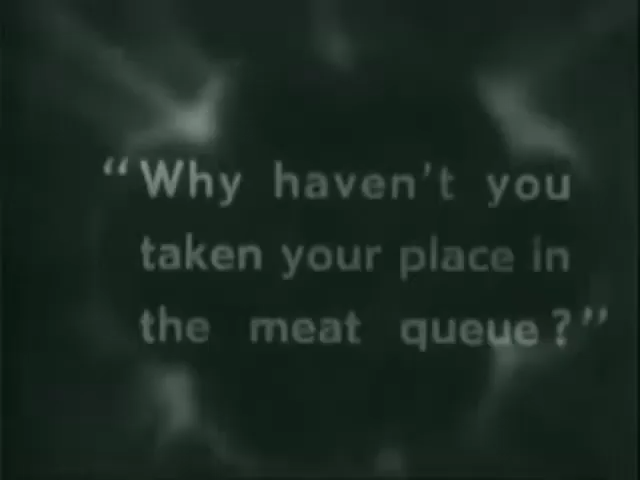 “Why haven't you
taken your place in
the meat queue?”